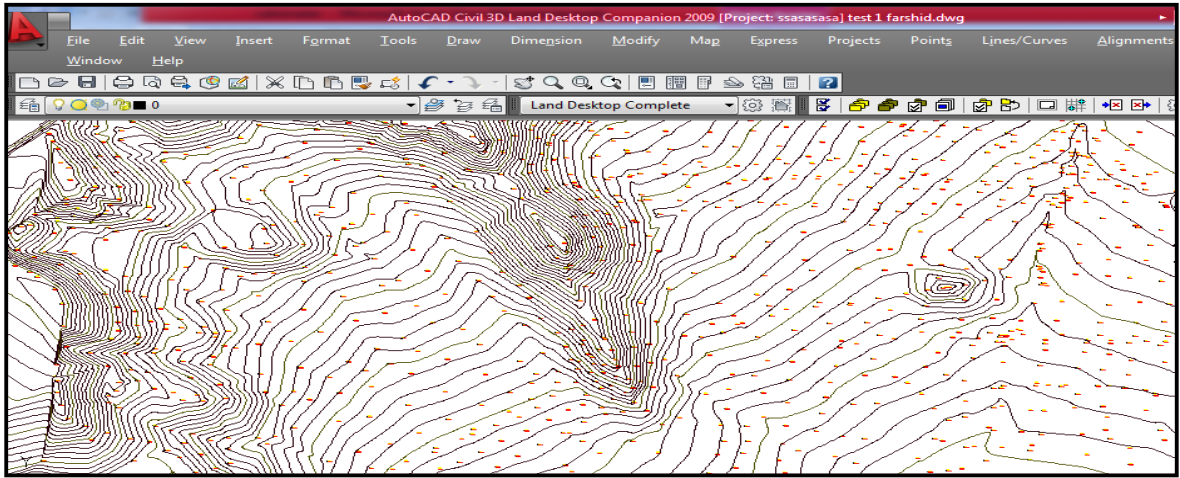 AutoCAD Civil 3D Land Desktop Companion 2009 [Project: ssasasasa] test 1 farshid.dwg
File Edit View Insert Format Tools Draw Dimension Modify Map Express Projects Points Lines/Curves Alignments
Window Help
0 Land Desktop Complete